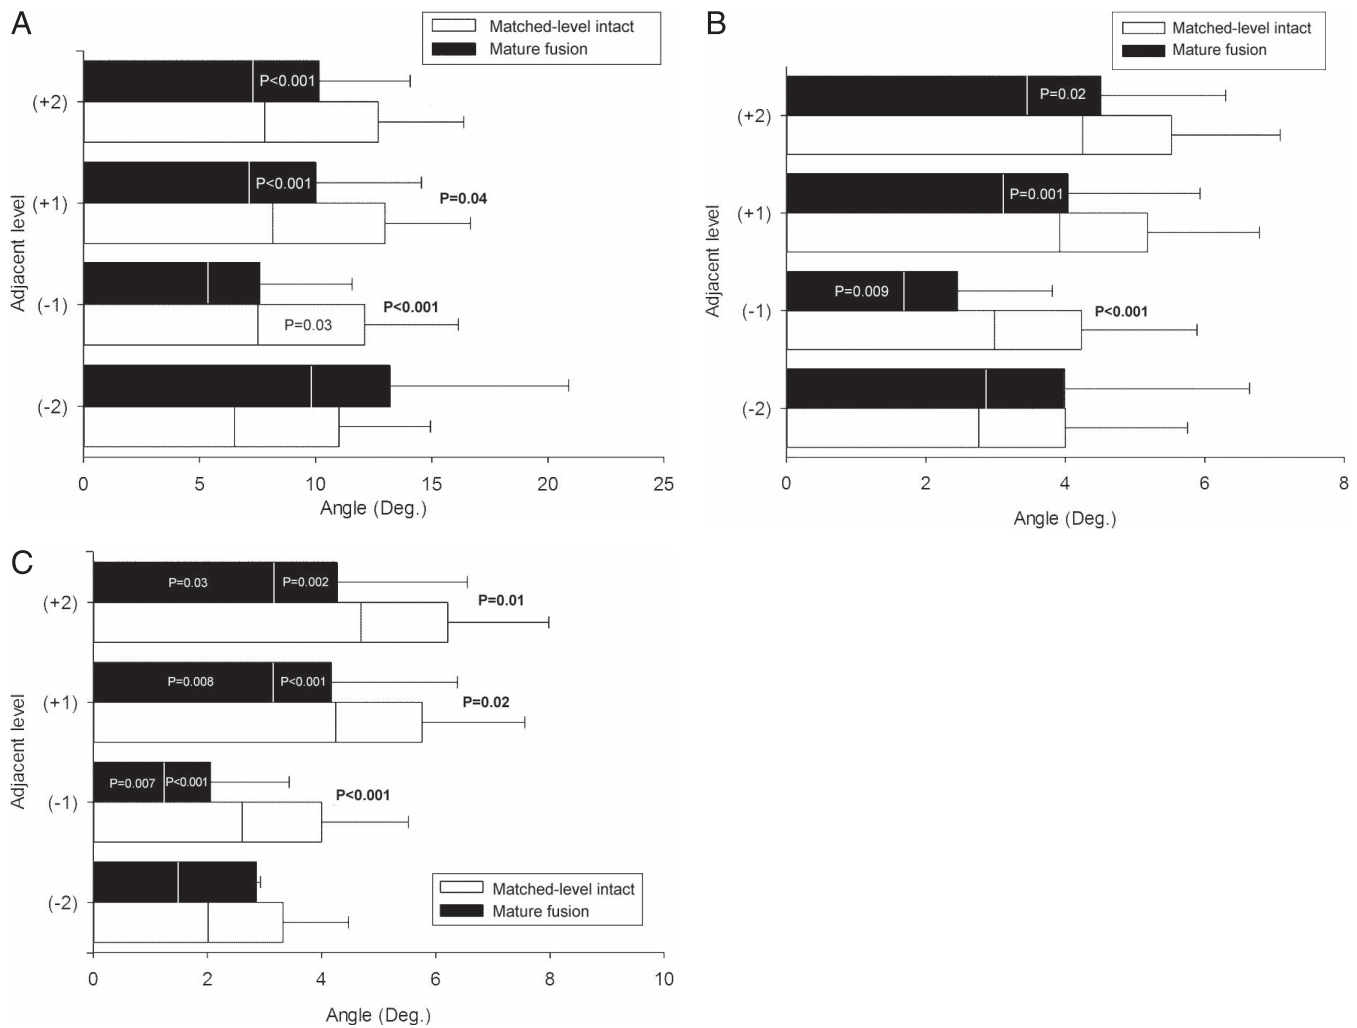 A
Matched-level intact
Mature fusion
Adjacent level
(+2)
P<0.001
(+1)
P<0.001
P=0.04
(-1)
P=0.03
P<0.001
(-2)
0 5 10 15 20 25
Angle (Deg.)
B
Matched-level intact
Mature fusion
Adjacent level
(+2)
P=0.02
(+1)
P=0.001
(-1)
P=0.009
P<0.001
(-2)
0 2 4 6 8
Angle (Deg.)
C
Adjacent level
(+2)
P=0.03 P=0.002
P=0.01
(+1)
P=0.008 P<0.001
P=0.02
(-1)
P=0.007 P<0.001
P<0.001
(-2)
Matched-level intact
Mature fusion
0 2 4 6 8 10
Angle (Deg.)